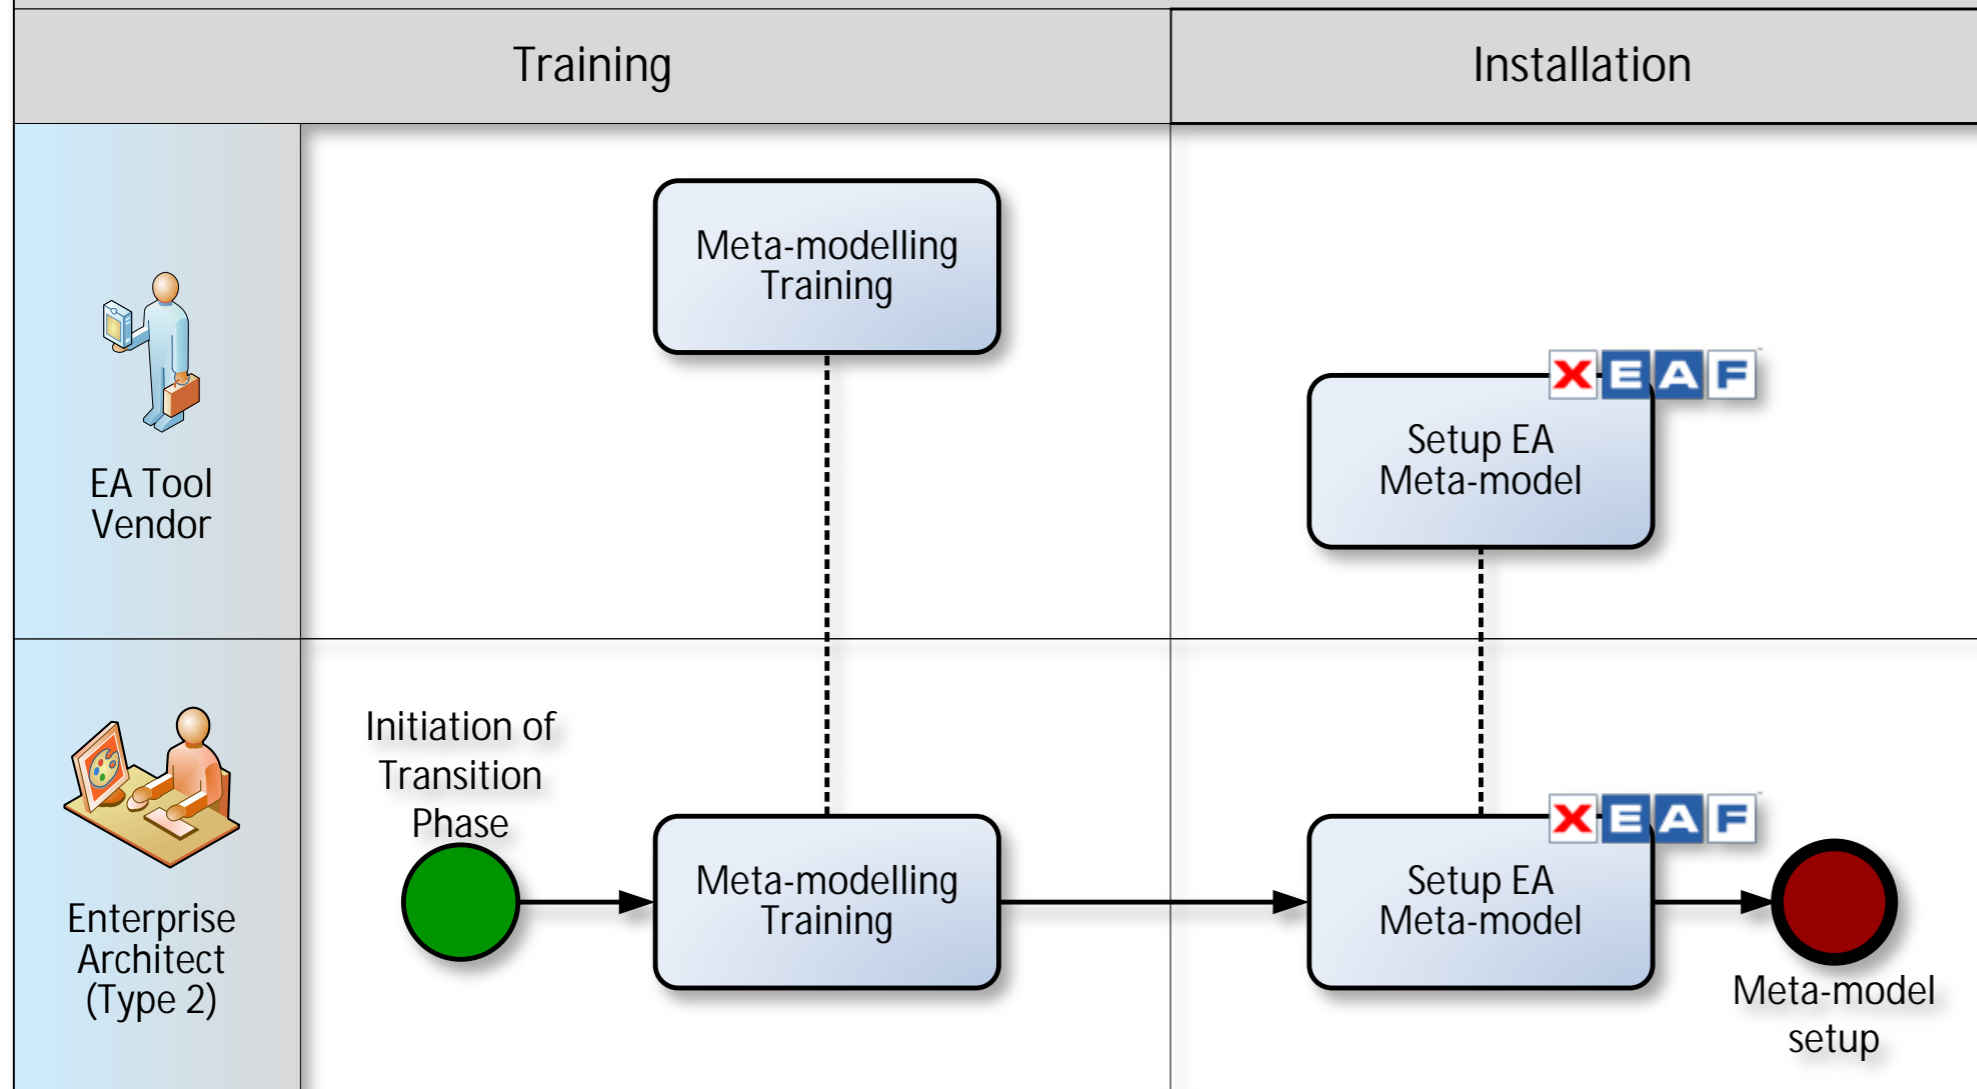 Training
Installation
Meta-modelling
Training
XEAF
Setup EA
Meta-model
EA Tool
Vendor
Initiation of
Transition
Phase
Meta-modelling
Training
XEAF
Setup EA
Meta-model
Enterprise
Architect
(Type 2)
Meta-model
setup